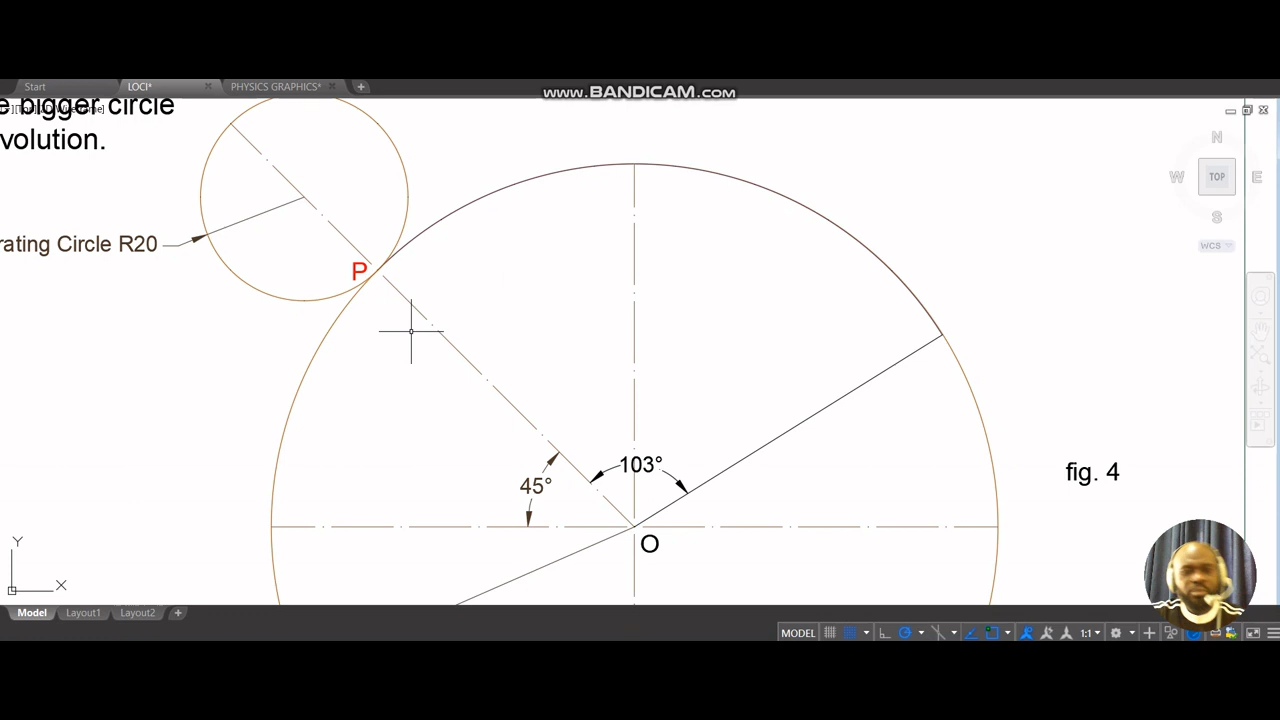 www.BANDICAM.com
Start
LOCI*
PHYSICS GRAPHICS*
e bigger circle
volution.
N
W
TOP
E
S
WCS
rating Circle R20
P
103°
45°
fig. 4
O
Y
X
Model
Layout1
Layout2
MODEL
1:1